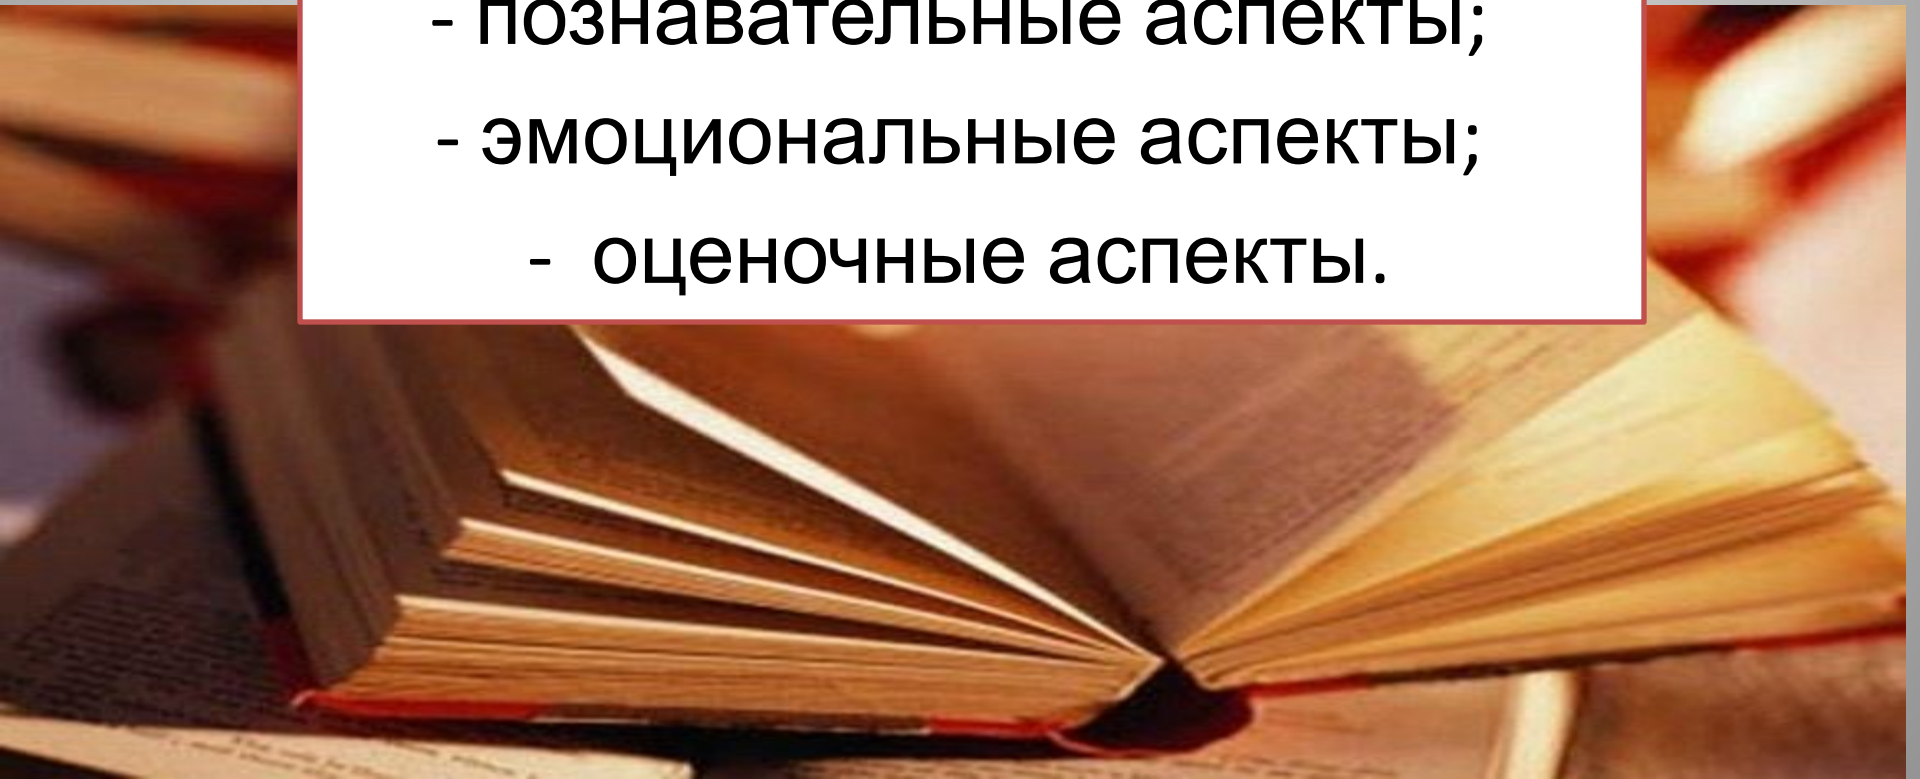 - познавательные аспекты;
- эмоциональные аспекты;
- оценочные аспекты.